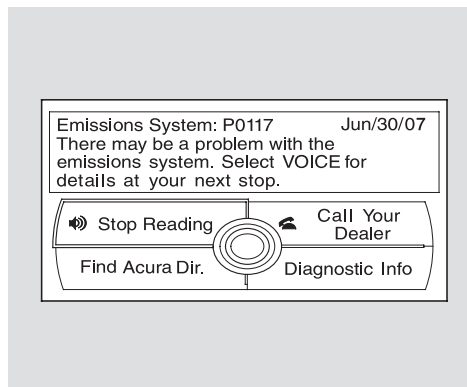 Emissions System: P0117 Jun/30/07
There may be a problem with the
emissions system. Select VOICE for
details at your next stop.
Stop Reading
Call Your
Dealer
Find Acura Dir.
Diagnostic Info